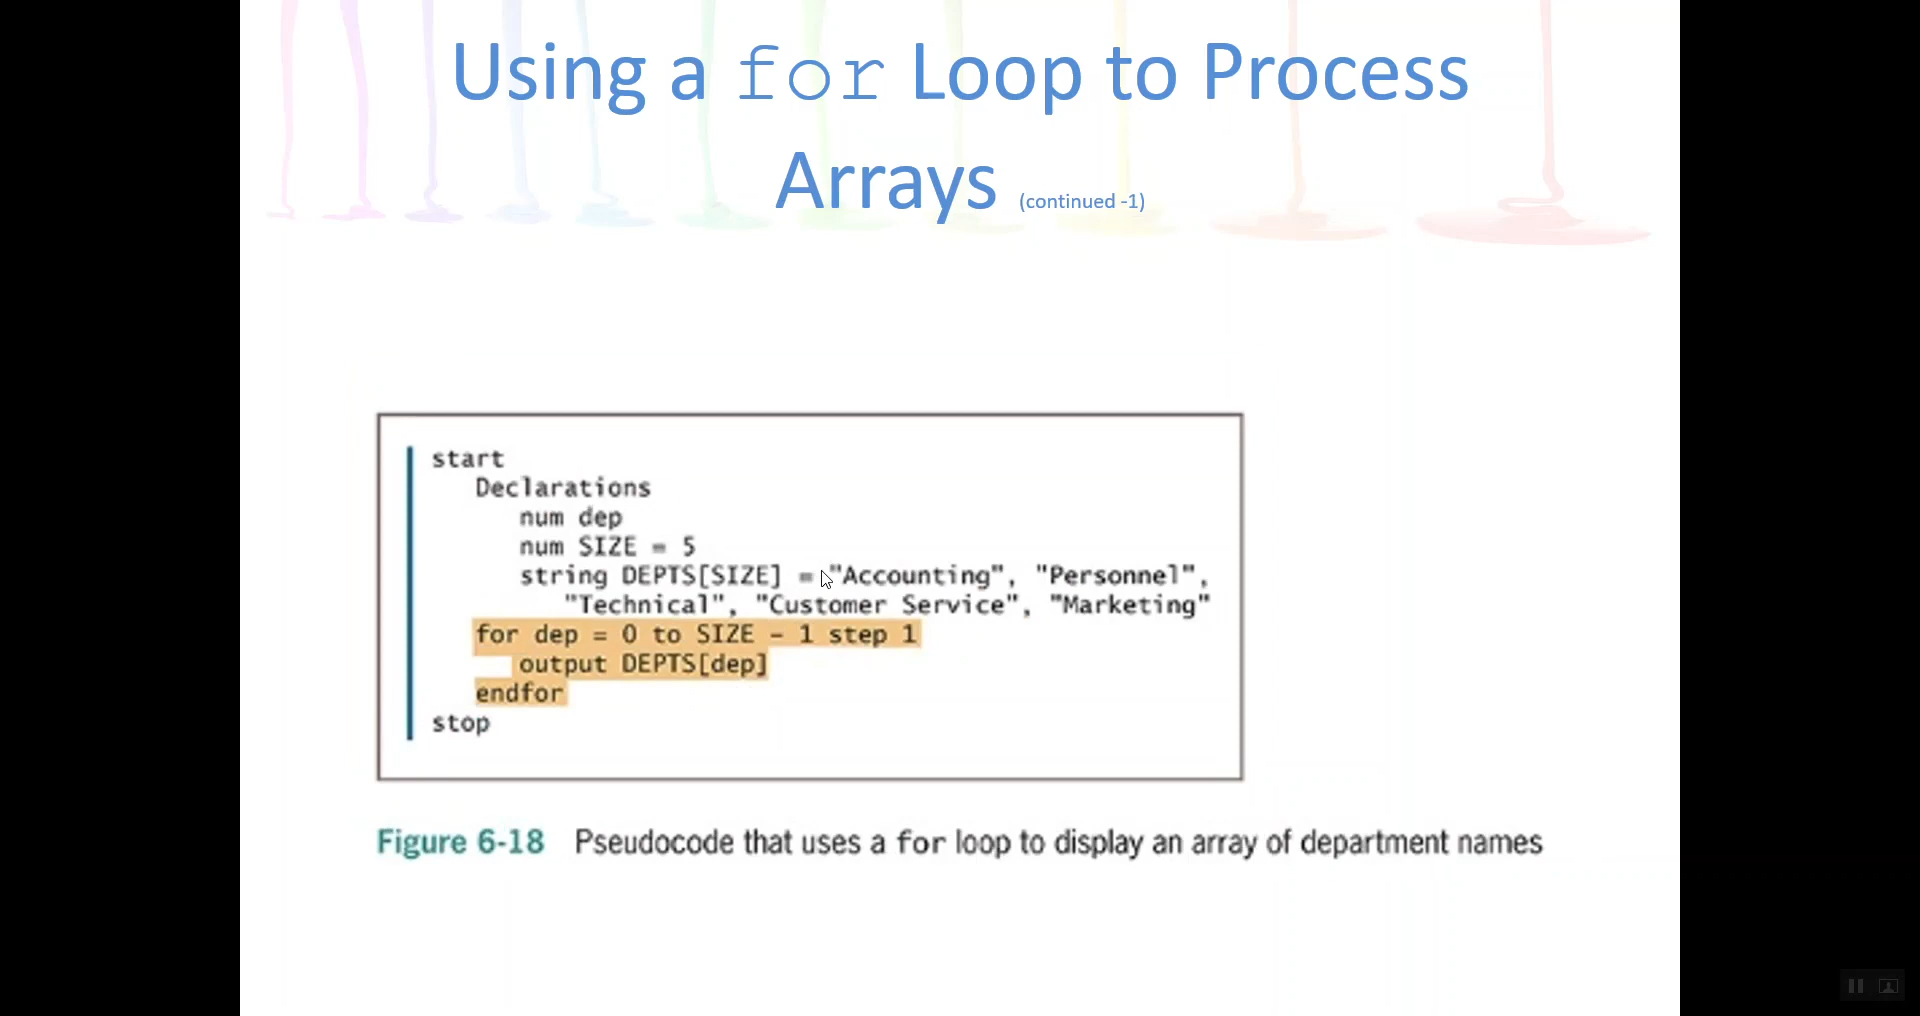 Using a for Loop to Process
Arrays (continued -1)
start
Declarations
num dep
num SIZE = 5
string DEPTS[SIZE] = "Accounting", "Personnel",
"Technical", "Customer Service", "Marketing"
for dep = 0 to SIZE – 1 step 1
output DEPTS[dep]
endfor
stop
Figure 6-18 Pseudocode that uses a for loop to display an array of department names